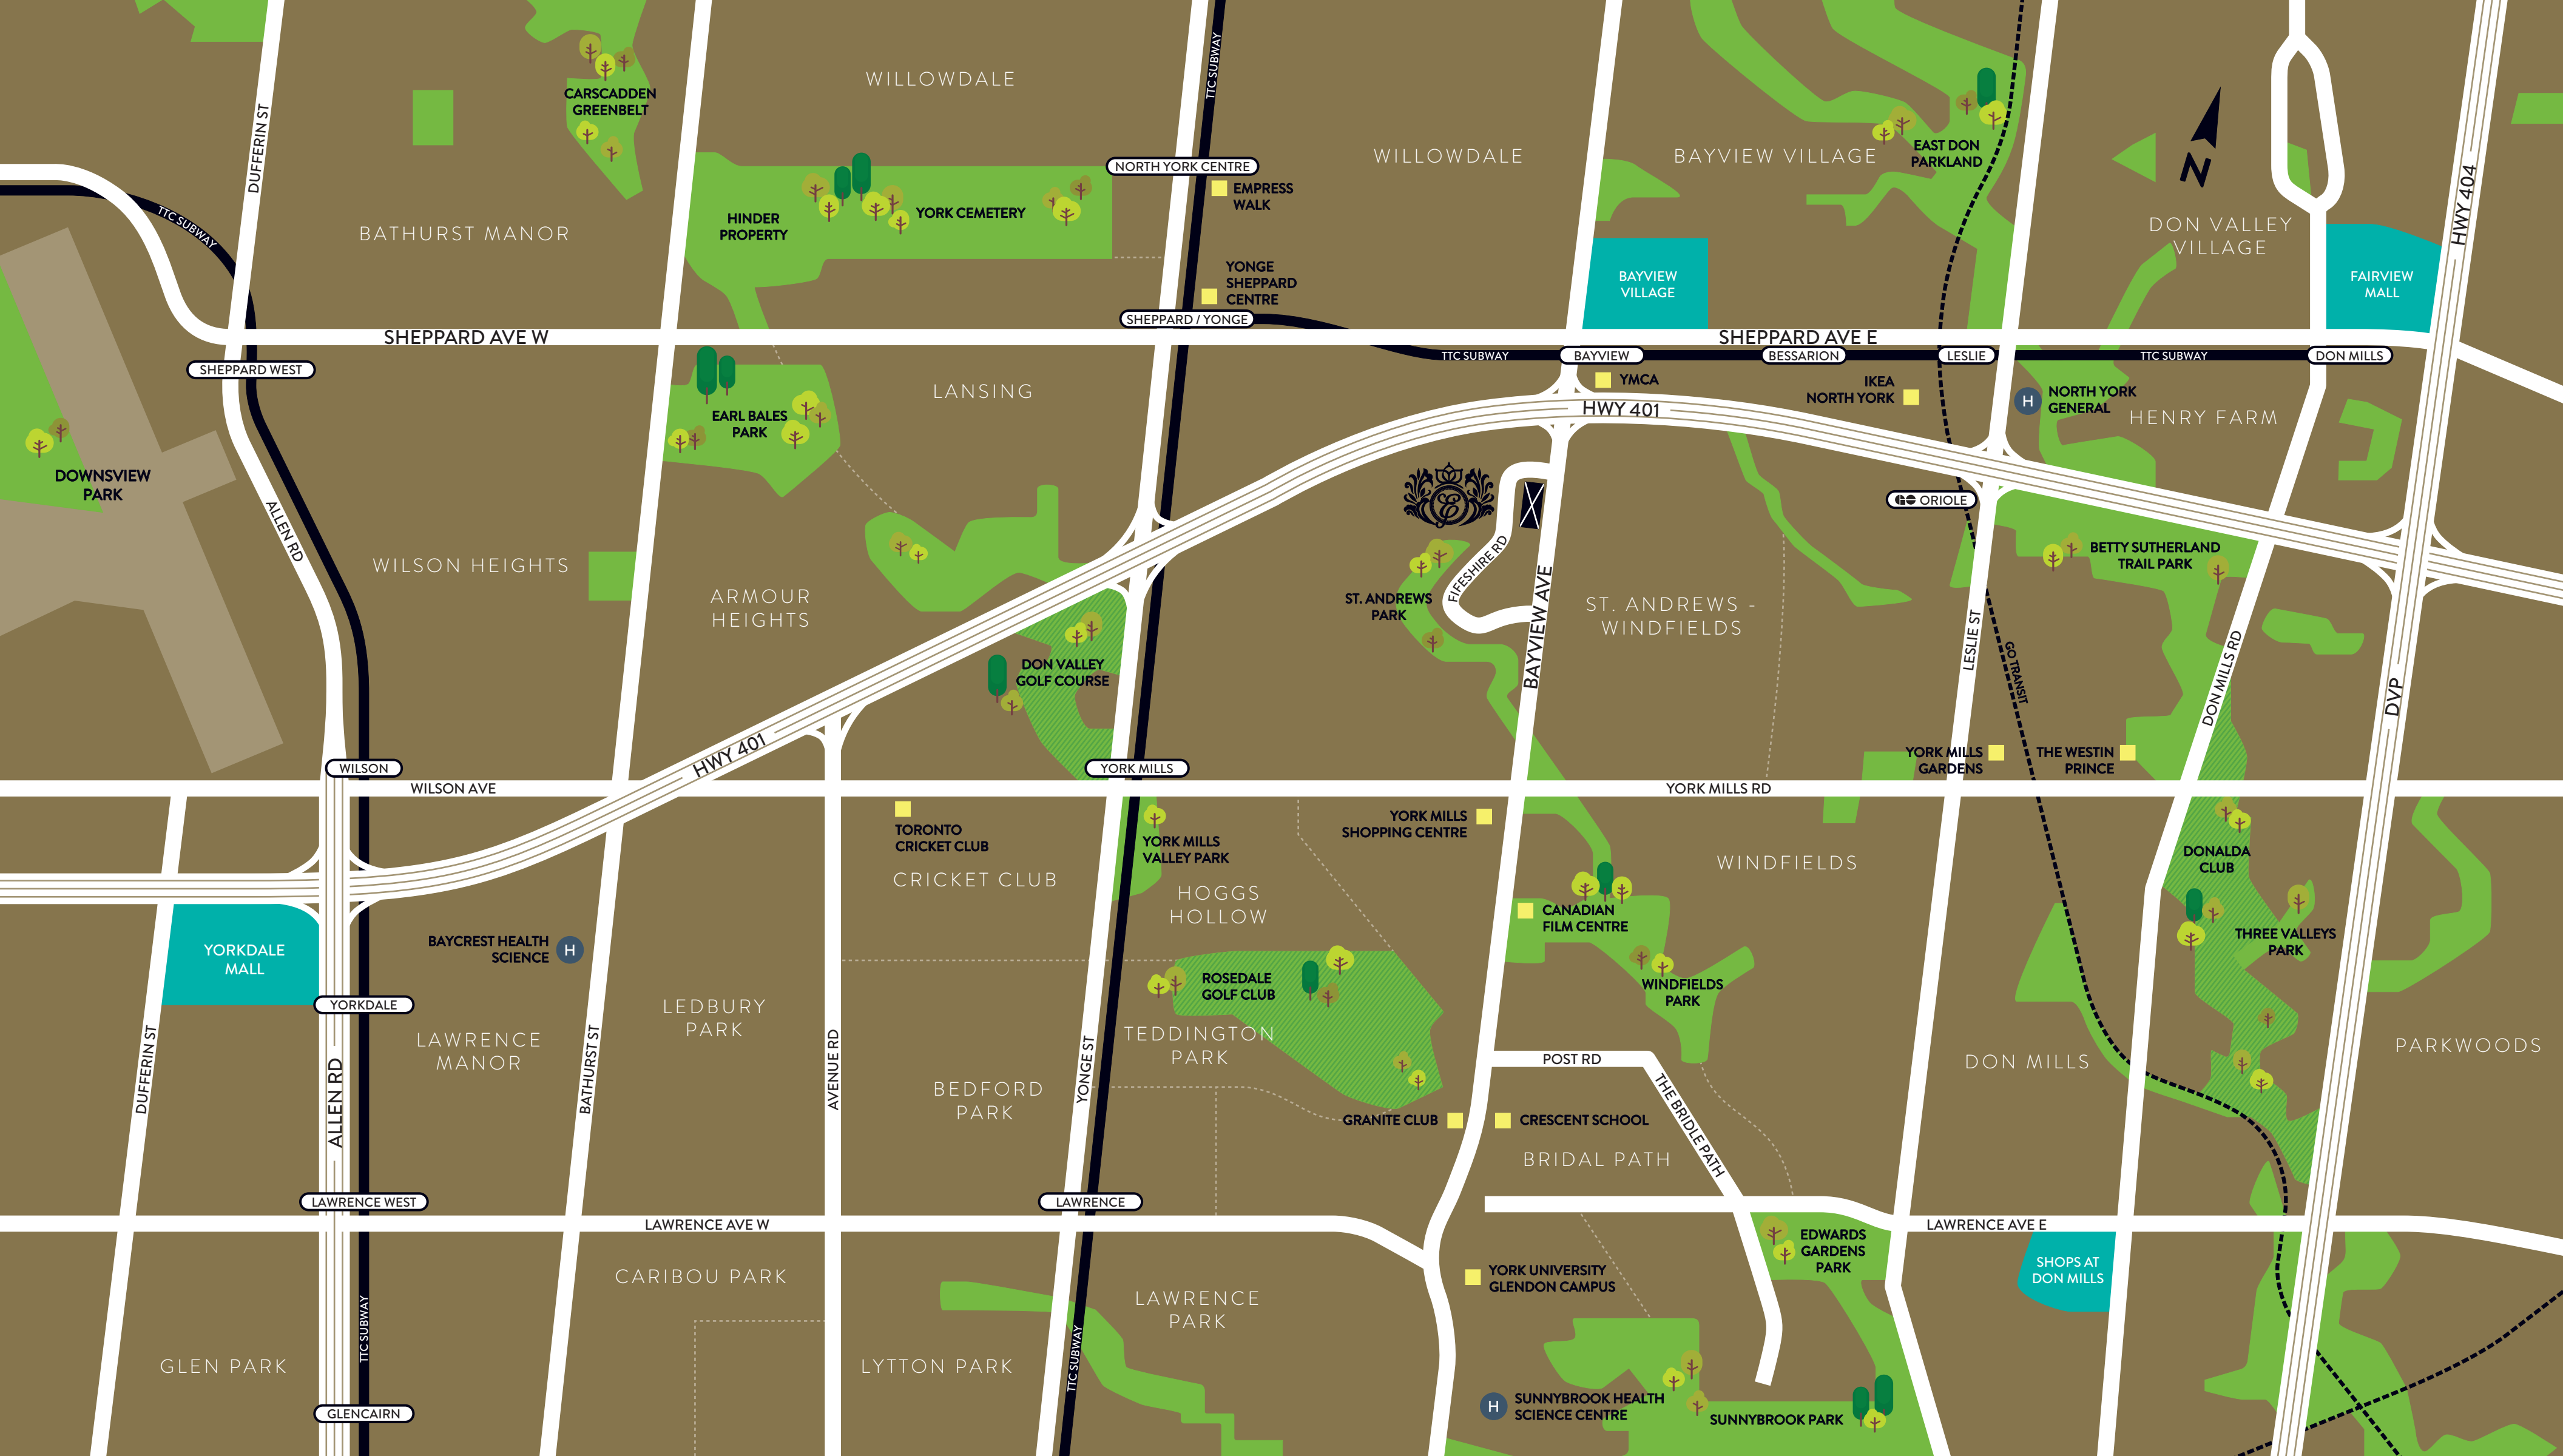 TTC SUBWAY
DUFFERIN ST
CARSCADDEN
GREENBELT
WILLOWDALE
WILLOWDALE
BAYVIEW VILLAGE
EAST DON
PARKLAND
N
HWY 404
NORTH YORK CENTRE
EMPRESS
WALK
HINDER
PROPERTY
YORK CEMETERY
TTC SUBWAY
BATHURST MANOR
DON VALLEY
VILLAGE
YONGE
SHEPPARD
CENTRE
BAYVIEW
VILLAGE
FAIRVIEW
MALL
SHEPPARD / YONGE
SHEPPARD AVE W
SHEPPARD AVE E
SHEPPARD WEST
TTC SUBWAY
BAYVIEW
BESSARION
LESLIE
TTC SUBWAY
DON MILLS
YMCA
IKEA
NORTH YORK
H
NORTH YORK
GENERAL
HENRY FARM
LANSING
EARL BALES
PARK
HWY 401
DOWNSVIEW
PARK
ALLEN RD
GO ORIOLE
WILSON HEIGHTS
ARMOUR
HEIGHTS
FIFESHIRE RD
ST. ANDREWS
PARK
BAYVIEW AVE
ST. ANDREWS -
WINDFIELDS
BETTY SUTHERLAND
TRAIL PARK
LESLIE ST
GO TRANSIT
DON MILLS RD
DVP
DON VALLEY
GOLF COURSE
HWY 401
WILSON
YORK MILLS
YORK MILLS
GARDENS
THE WESTIN
PRINCE
WILSON AVE
YORK MILLS RD
TORONTO
CRICKET CLUB
YORK MILLS
VALLEY PARK
YORK MILLS
SHOPPING CENTRE
CRICKET CLUB
HOGGS
HOLLOW
WINDFIELDS
DONALDA
CLUB
CANADIAN
FILM CENTRE
THREE VALLEYS
PARK
YORKDALE
MALL
BAYCREST HEALTH
SCIENCE
H
ROSEDALE
GOLF CLUB
WINDFIELDS
PARK
YORKDALE
LEDBURY
PARK
LAWRENCE
MANOR
TEDDINGTON
PARK
DON MILLS
PARKWOODS
DUFFERIN ST
ALLEN RD
BATHURST ST
AVENUE RD
YONGE ST
BEDFORD
PARK
POST RD
THE BRIDLE PATH
GRANITE CLUB
CRESCENT SCHOOL
BRIDAL PATH
LAWRENCE WEST
LAWRENCE
LAWRENCE AVE W
LAWRENCE AVE E
EDWARDS
GARDENS
PARK
SHOPS AT
DON MILLS
CARIBOU PARK
YORK UNIVERSITY
GLENDON CAMPUS
LAWRENCE
PARK
TTC SUBWAY
GLEN PARK
LYTTON PARK
TTC SUBWAY
H
SUNNYBROOK HEALTH
SCIENCE CENTRE
SUNNYBROOK PARK
GLENCAIRN